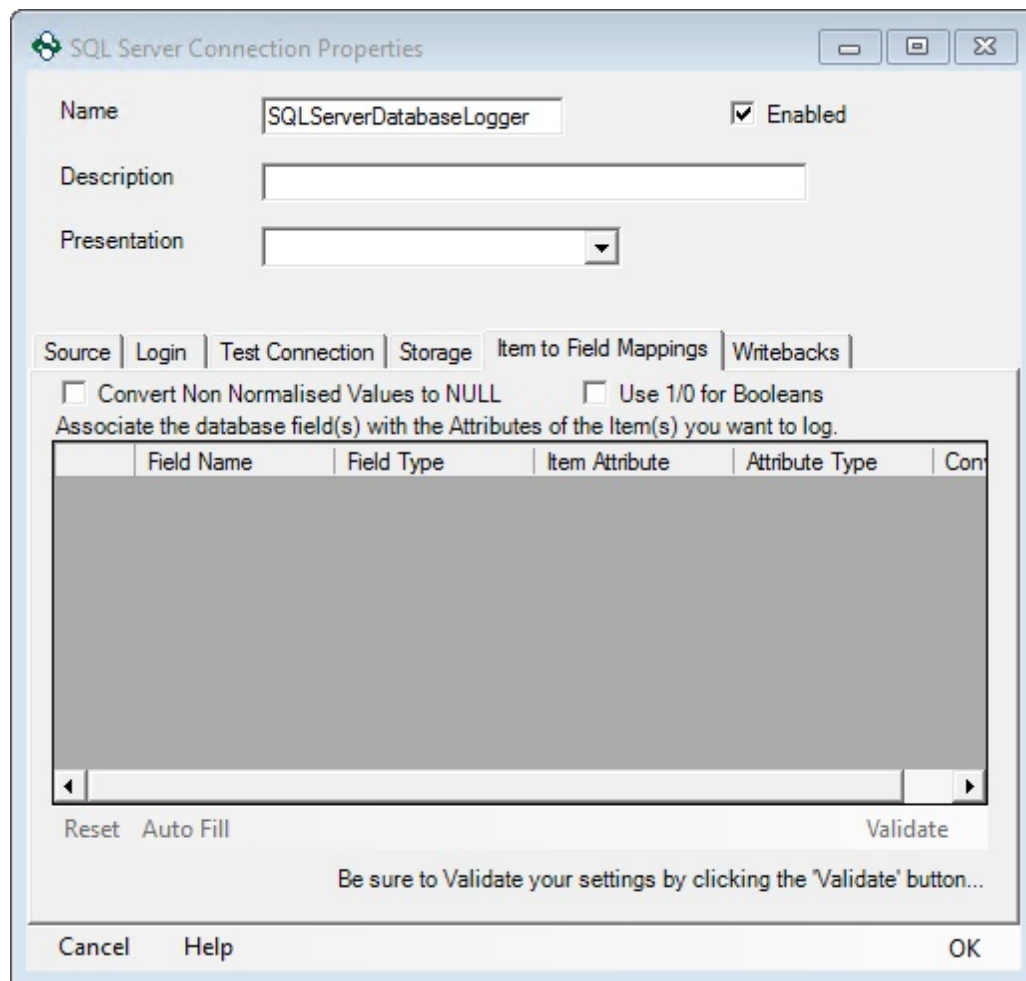 SQL Server Connection Properties
Name SQLServerDatabaseLogger Enabled
Description
Presentation
Source Login Test Connection Storage Item to Field Mappings Writebacks
Convert Non Normalised Values to NULL Use 1/0 for Booleans
Associate the database field(s) with the Attributes of the Item(s) you want to log.
Field Name Field Type Item Attribute Attribute Type Con
Reset Auto Fill Validate
Be sure to Validate your settings by clicking the 'Validate' button...
Cancel Help OK